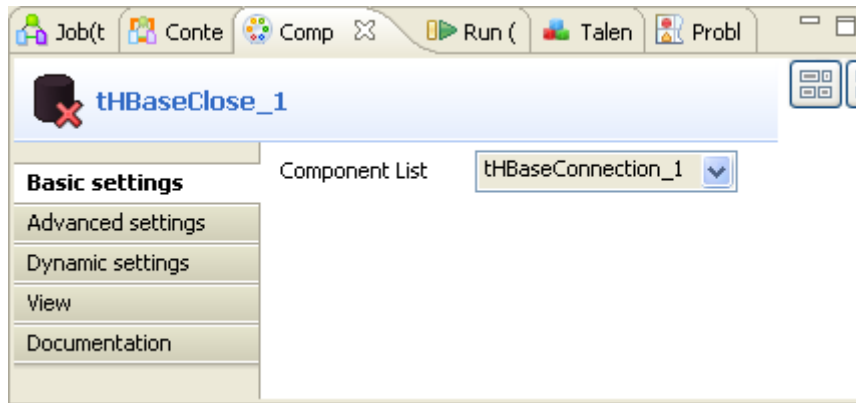 Job(t Conte Comp Run ( Talen Probl
tHBaseClose_1
Basic settings
Component List tHBaseConnection_1
Advanced settings
Dynamic settings
View
Documentation